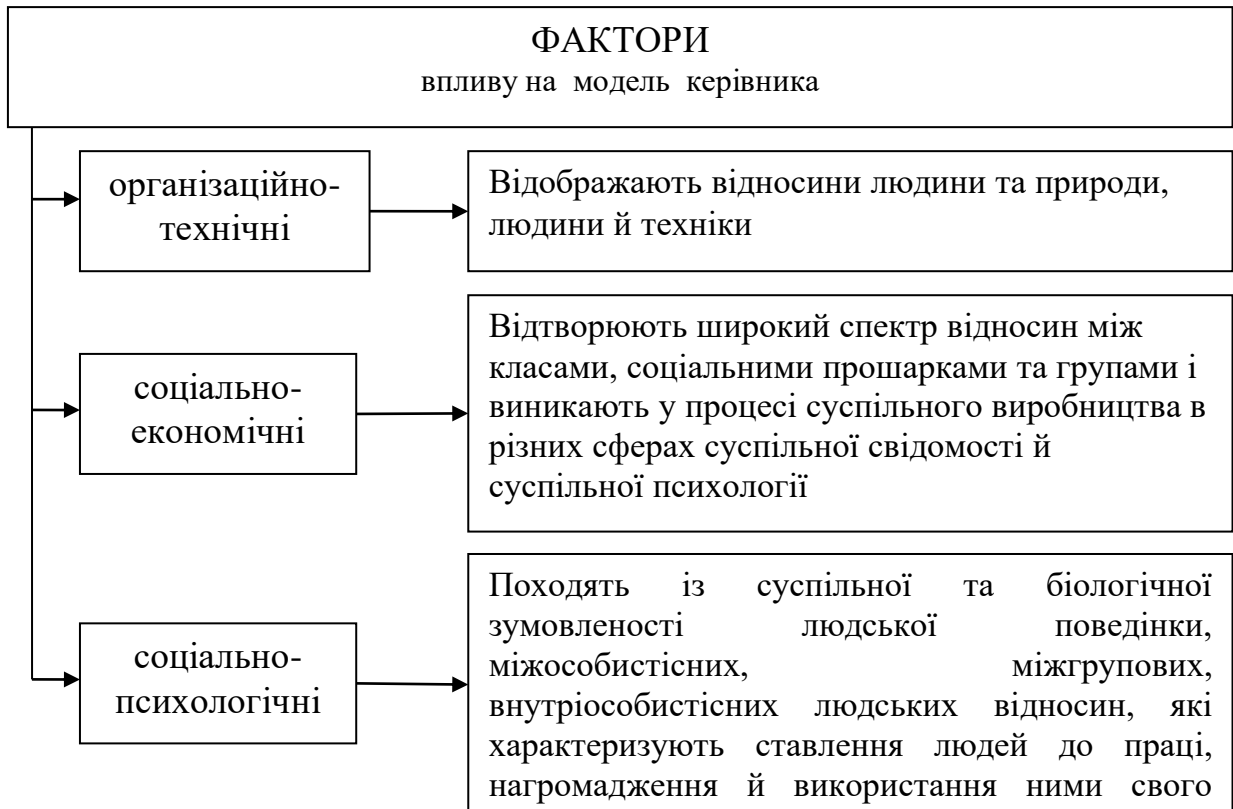 ФАКТОРИ
впливу на модель керівника
організаційно-
технічні
Відображають відносини людини та природи,
людини й техніки
соціально-
економічні
Відтворюють широкий спектр відносин між
класами, соціальними прошарками та групами і
виникають у процесі суспільного виробництва в
різних сферах суспільної свідомості й
суспільної психології
соціально-
психологічні
Походять із суспільної та біологічної
зумовленості людської поведінки,
міжособистісних, міжгрупових,
внутріособистісних людських відносин, які
характеризують ставлення людей до праці,
нагромадження й використання ними свого